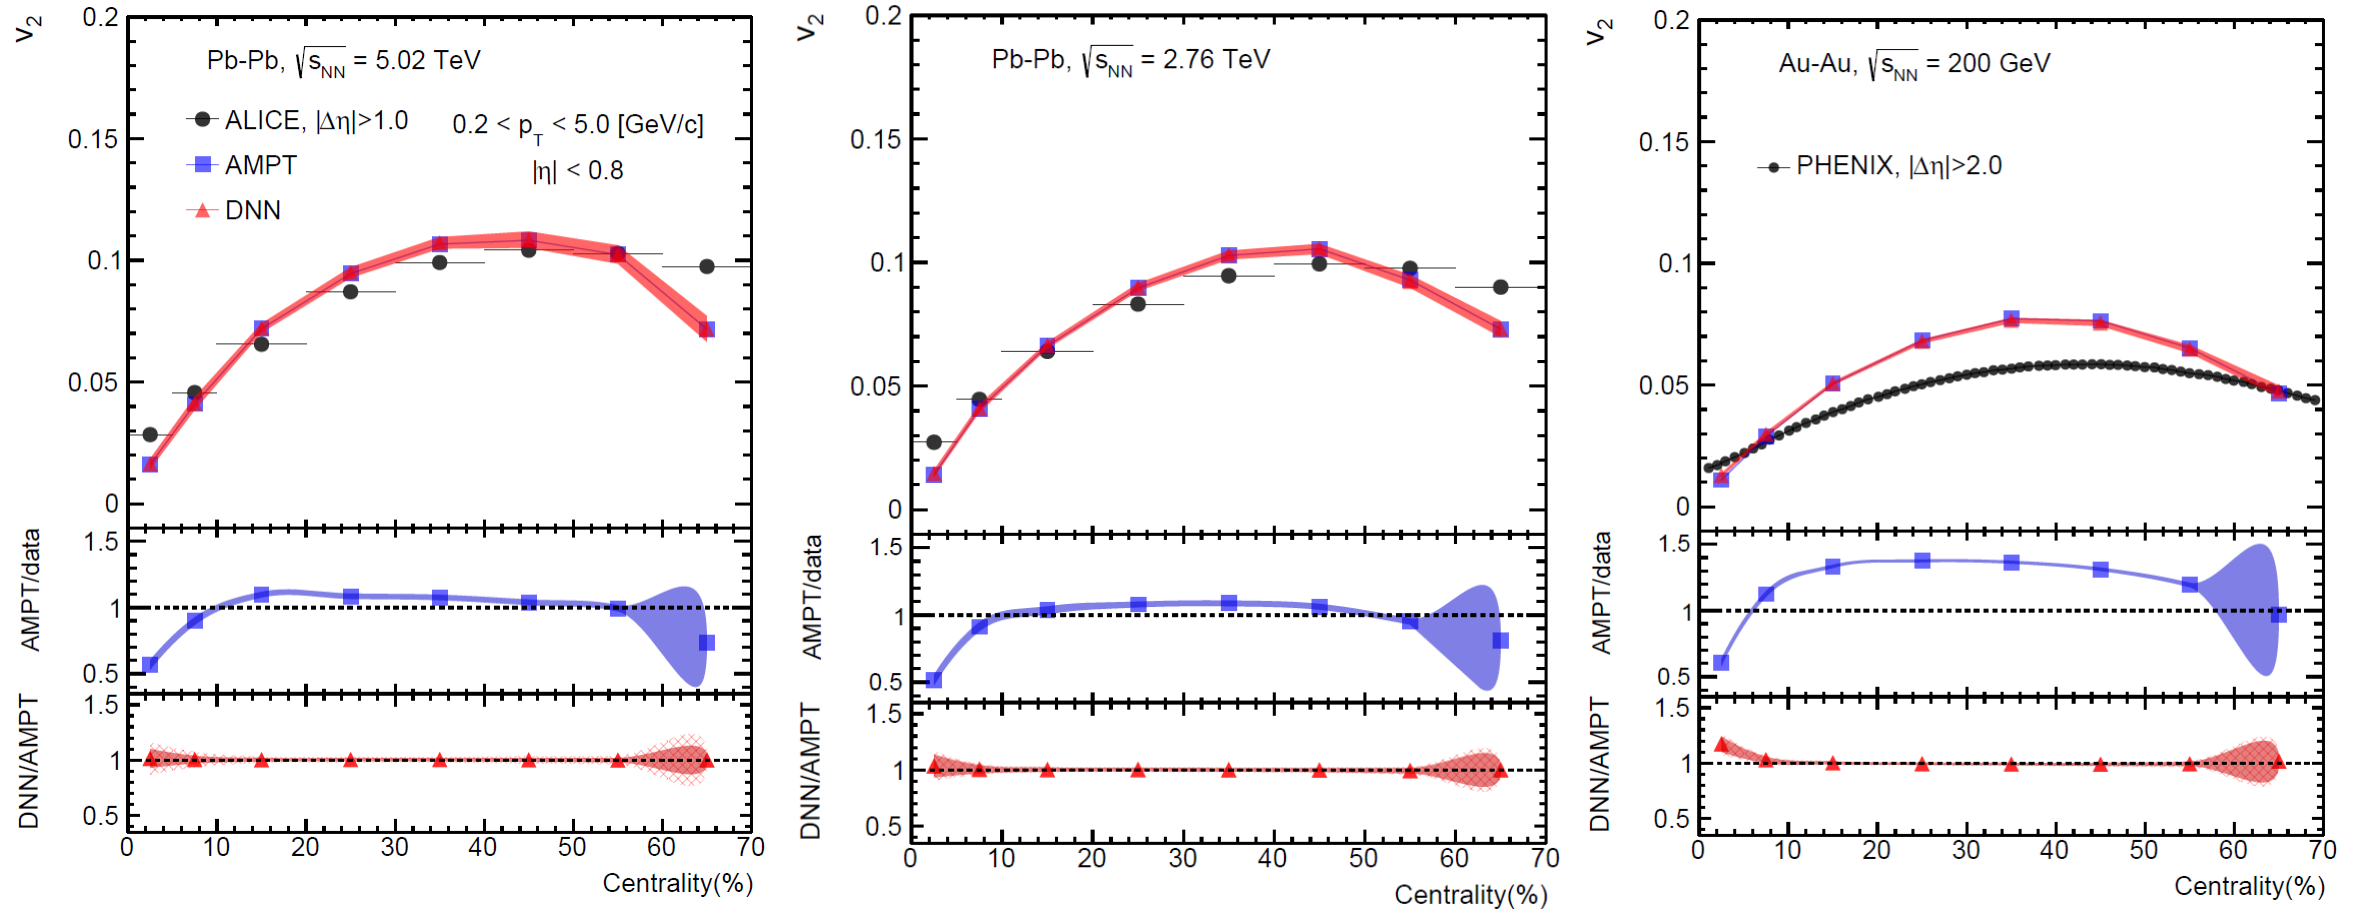 v2
0.2
0.15
0.1
0.05
0
Pb-Pb, √sNN = 5.02 TeV
ALICE, |Δη|>1.0
0.2 < pT < 5.0 [GeV/c]
AMPT
|η| < 0.8
DNN
AMPT/data
1.5
1
0.5
DNN/AMPT
1.5
1
0.5
0 10 20 30 40 50 60 70
Centrality(%)
v2
0.2
0.15
0.1
0.05
0
Pb-Pb, √sNN = 2.76 TeV
AMPT/data
1.5
1
0.5
DNN/AMPT
1.5
1
0.5
0 10 20 30 40 50 60 70
Centrality(%)
v2
0.2
0.15
0.1
0.05
0
Au-Au, √sNN = 200 GeV
PHENIX, |Δη|>2.0
AMPT/data
1.5
1
0.5
DNN/AMPT
1.5
1
0.5
0 10 20 30 40 50 60 70
Centrality(%)